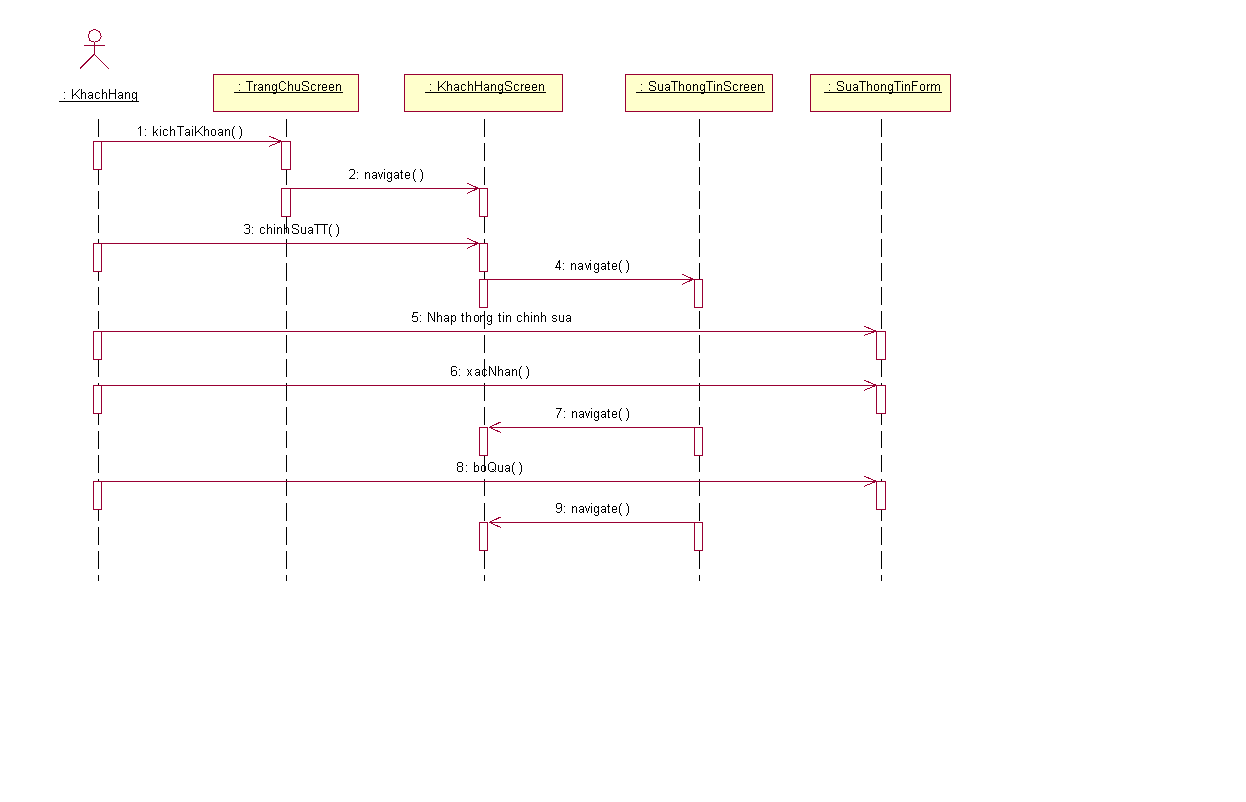 : KhachHang
: TrangChuScreen
: KhachHangScreen
: SuaThongTinScreen
: SuaThongTinForm
1: kichTaiKhoan( )
2: navigate( )
3: chinhSuaTT( )
4: navigate( )
5: Nhap thong tin chinh sua
6: xacNhan( )
7: navigate( )
8: boQua( )
9: navigate( )